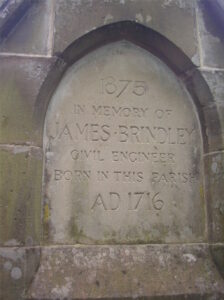 1875
IN MEMORY OF
JAMES·BRINDLEY
CIVIL ENGINEER
BORN IN THIS PARISH
AD 1716